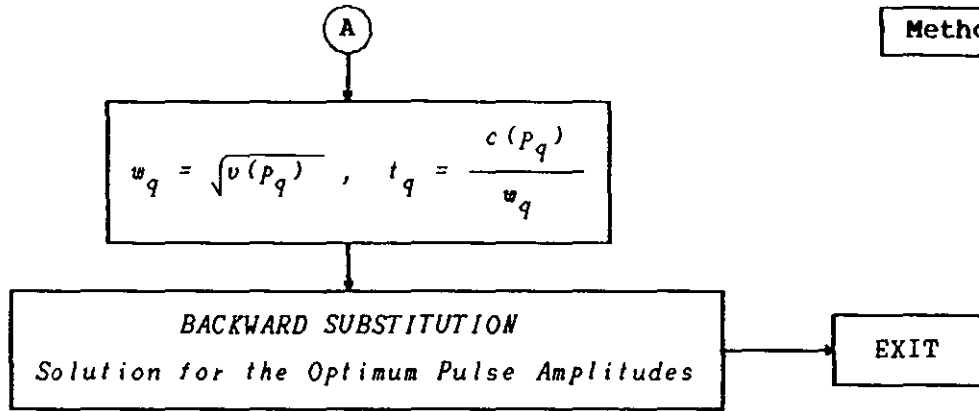 A
Metho
w_q = √v(p_q) , t_q = c(p_q) / w_q
BACKWARD SUBSTITUTION
Solution for the Optimum Pulse Amplitudes
EXIT